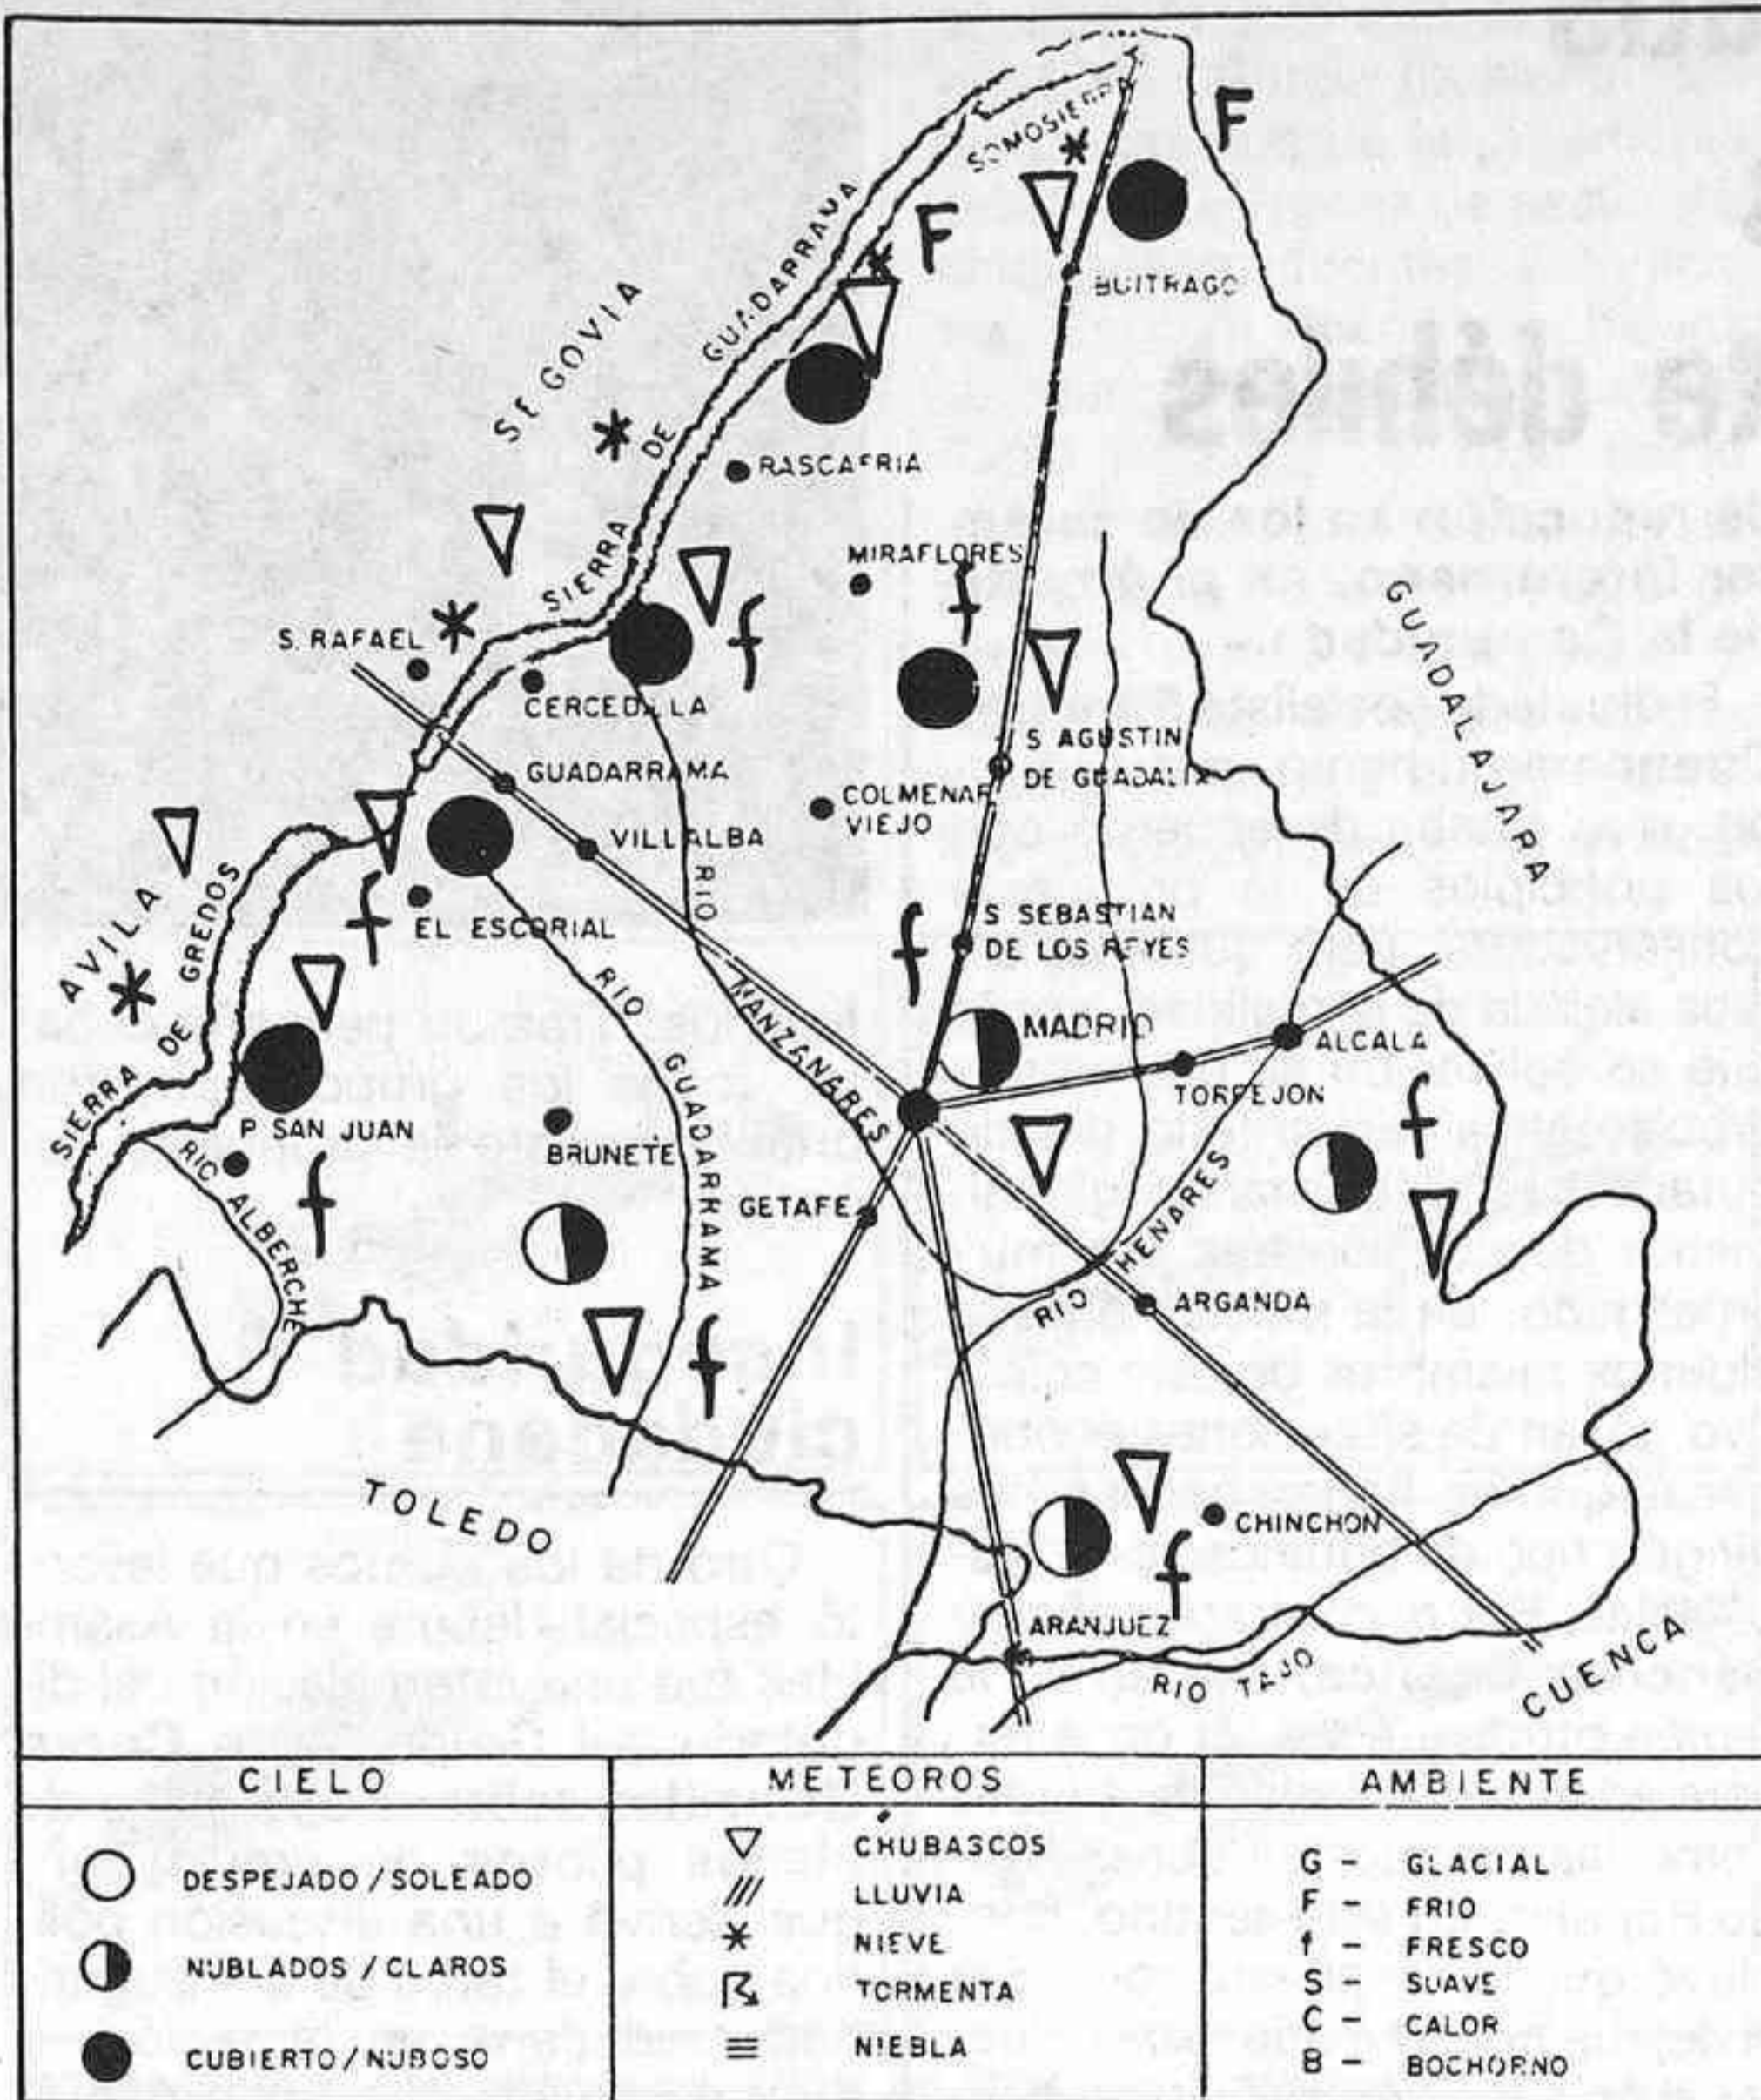 SOMOSIERRA
F
F
BUITRAGO
SEGOVIA
SIERRA DE GUADARRAMA
RASCAFRIA
MIRAFLORES
f
S. RAFAEL
f
CERCEDILLA
S AGUSTIN
DE GUADALIX
GUADALAJARA
GUADARRAMA
COLMENAR
VIEJO
VILLALBA
AVILA
SIERRA DE GREDOS
f
EL ESCORIAL
RIO MANZANARES
f
S SEBASTIAN
DE LOS REYES
RIO GUADARRAMA
MADRID
ALCALA
TORREJON
f
P SAN JUAN
RIO ALBERCHE
f
BRUNETE
GETAFE
RIO HENARES
ARGANDA
f
TOLEDO
CHINCHON
f
ARANJUEZ
RIO TAJO
CUENCA
CIELO
DESPEJADO / SOLEADO
NUBLADOS / CLAROS
CUBIERTO / NUBOSO
METEOROS
CHUBASCOS
LLUVIA
NIEVE
TORMENTA
NIEBLA
AMBIENTE
G - GLACIAL
F - FRIO
f - FRESCO
S - SUAVE
C - CALOR
B - BOCHORNO